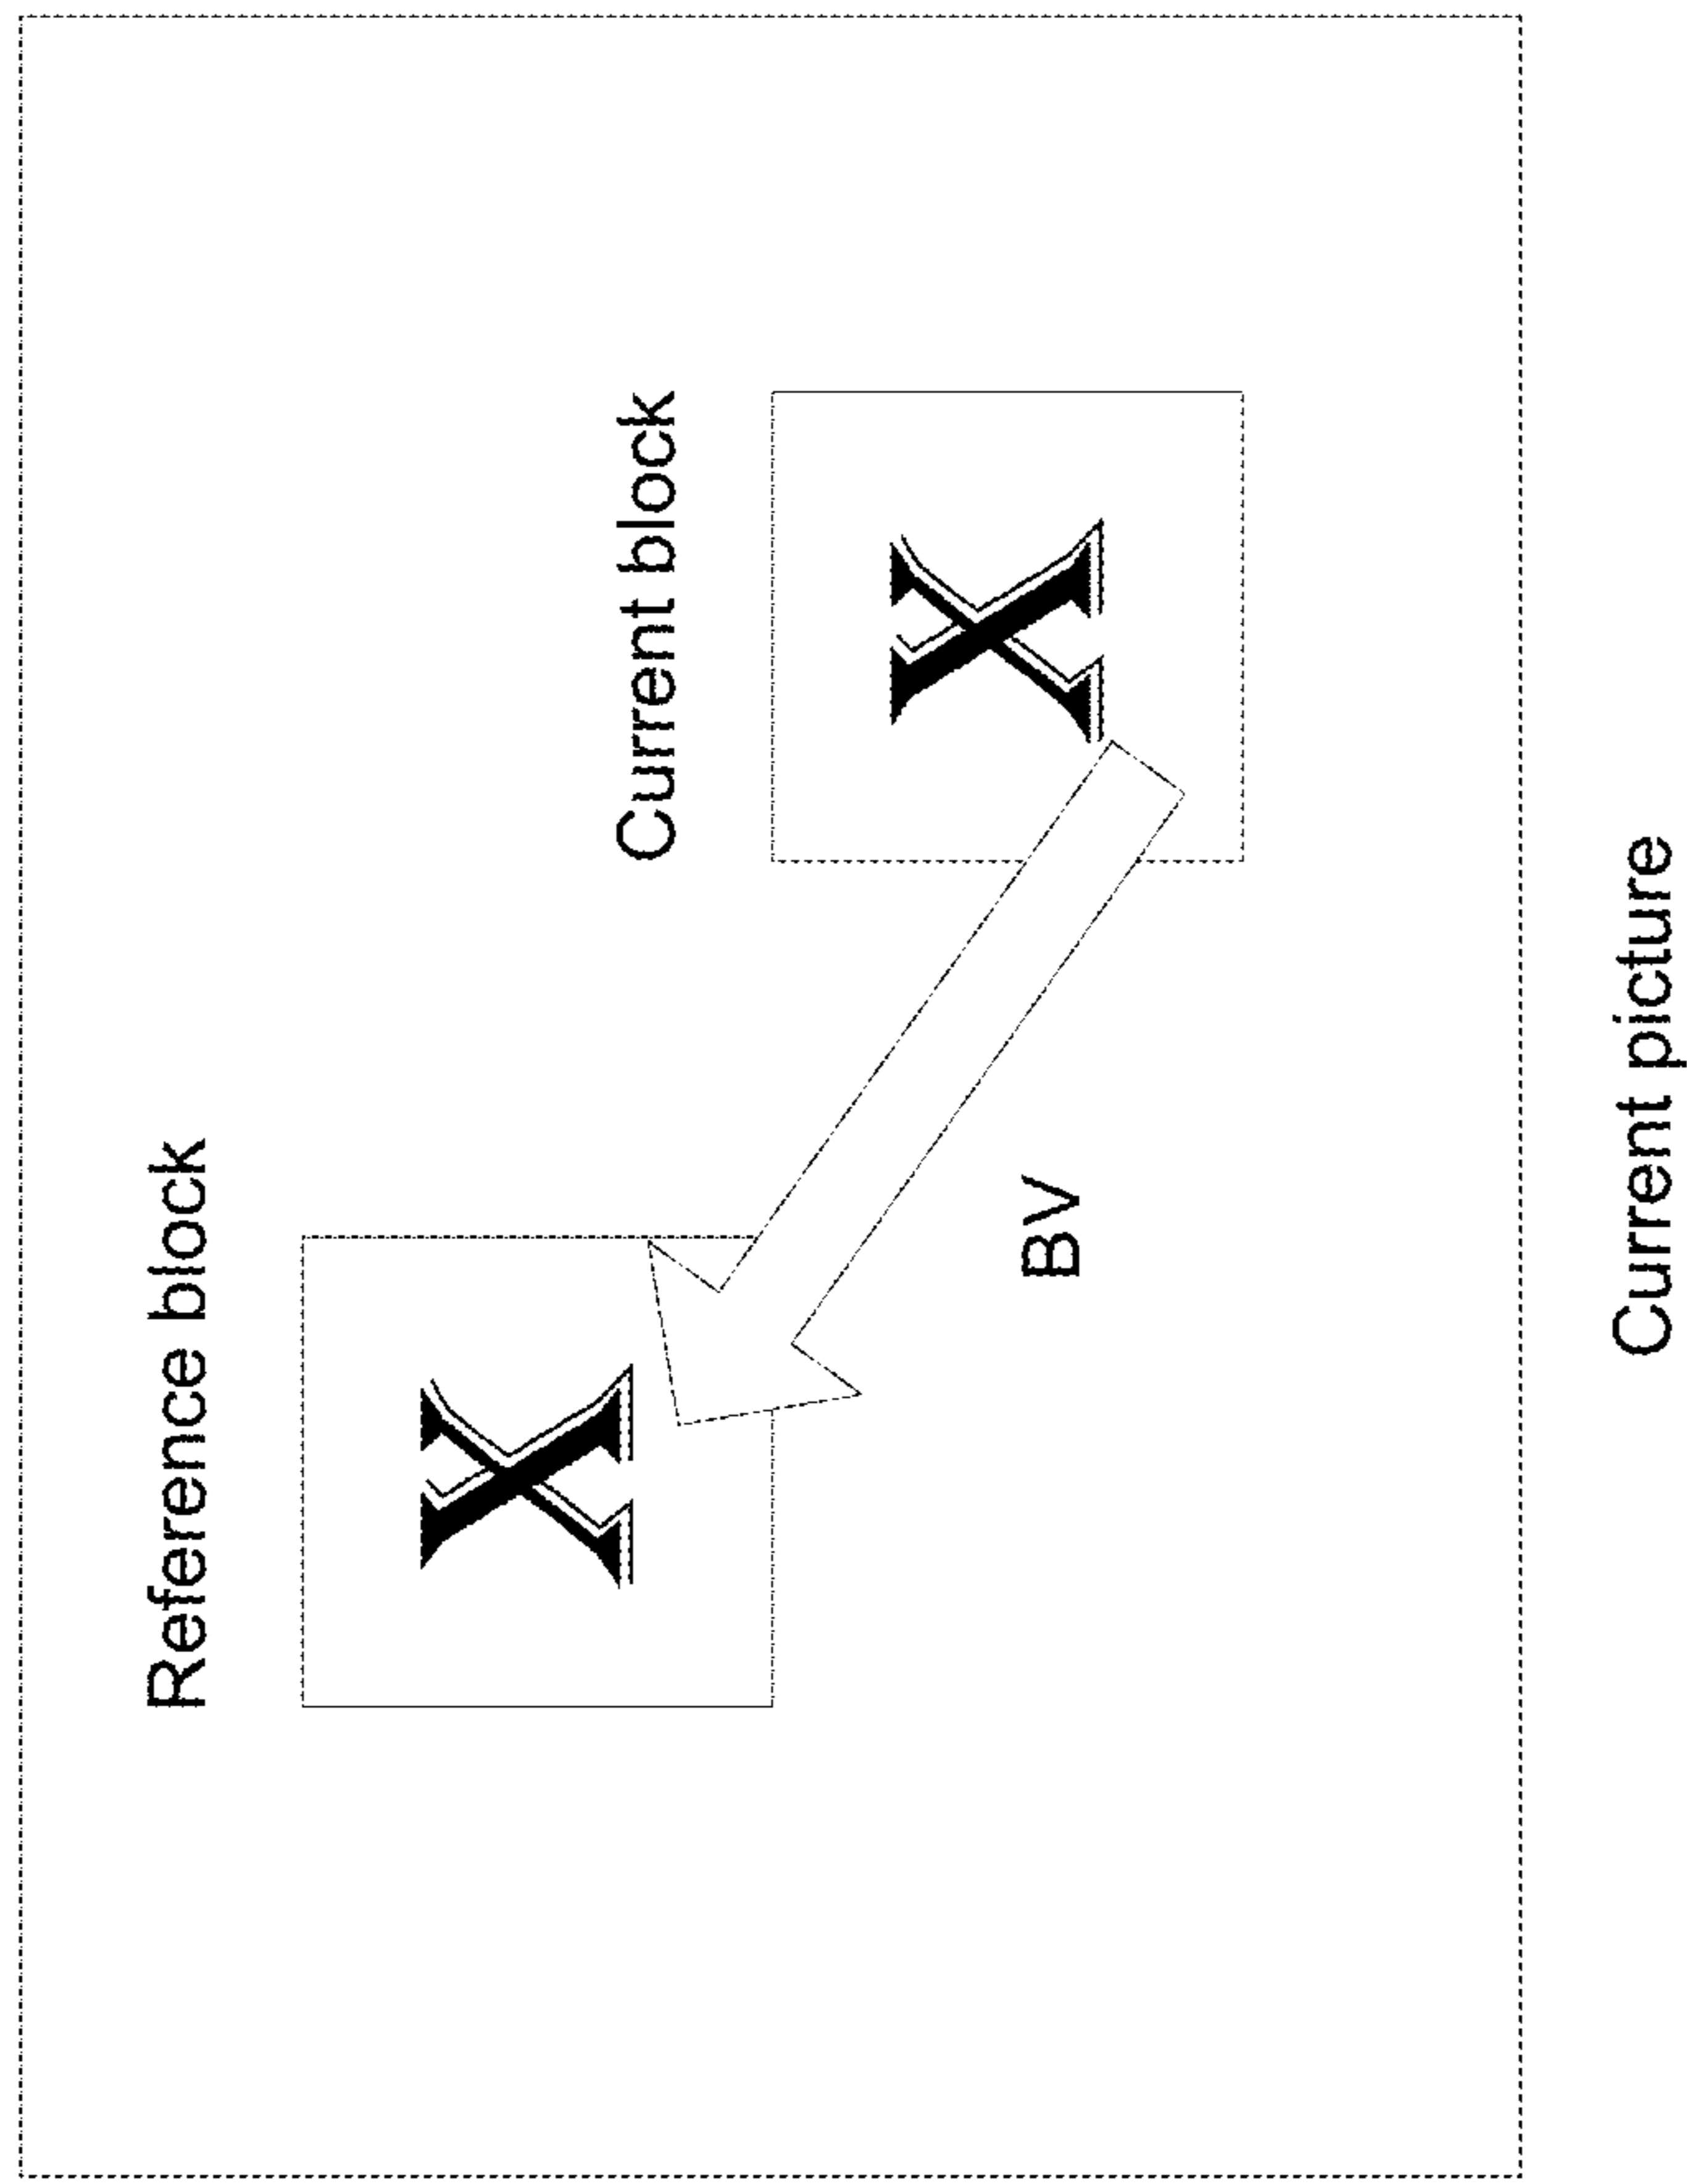 Reference block
X
Current block
X
BV
Current picture